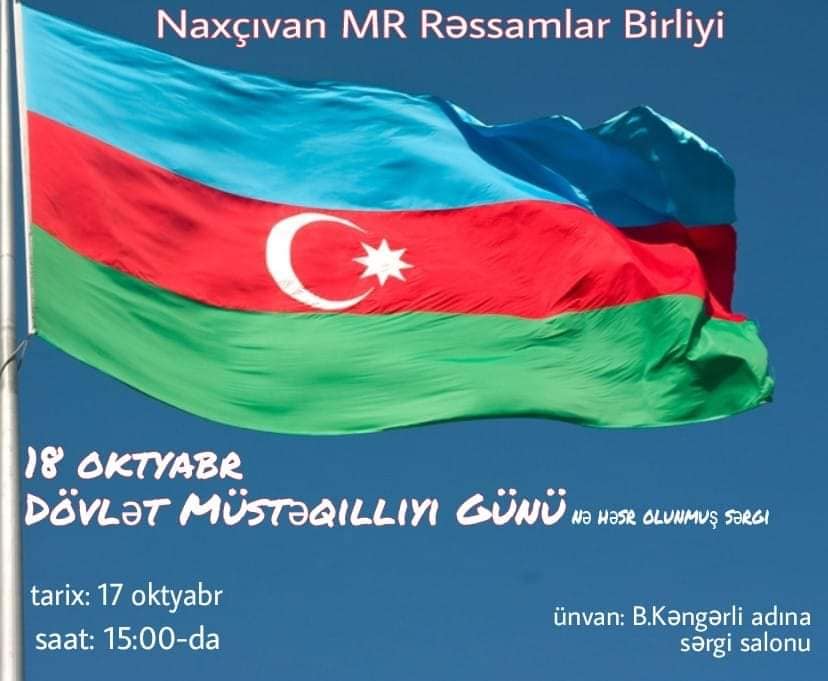 Naxçıvan MR Rəssamlar Birliyi
18 oktyabr
Dövlət Müstəqilliyi Günü nə həsr olunmuş sərgi
tarix: 17 oktyabr
saat: 15:00-da
ünvan: B.Kəngərli adına
sərgi salonu